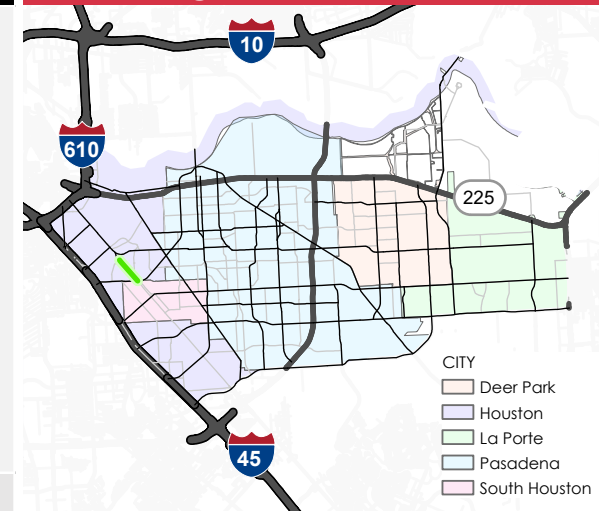 10
610
225
CITY
Deer Park
Houston
La Porte
Pasadena
South Houston
45